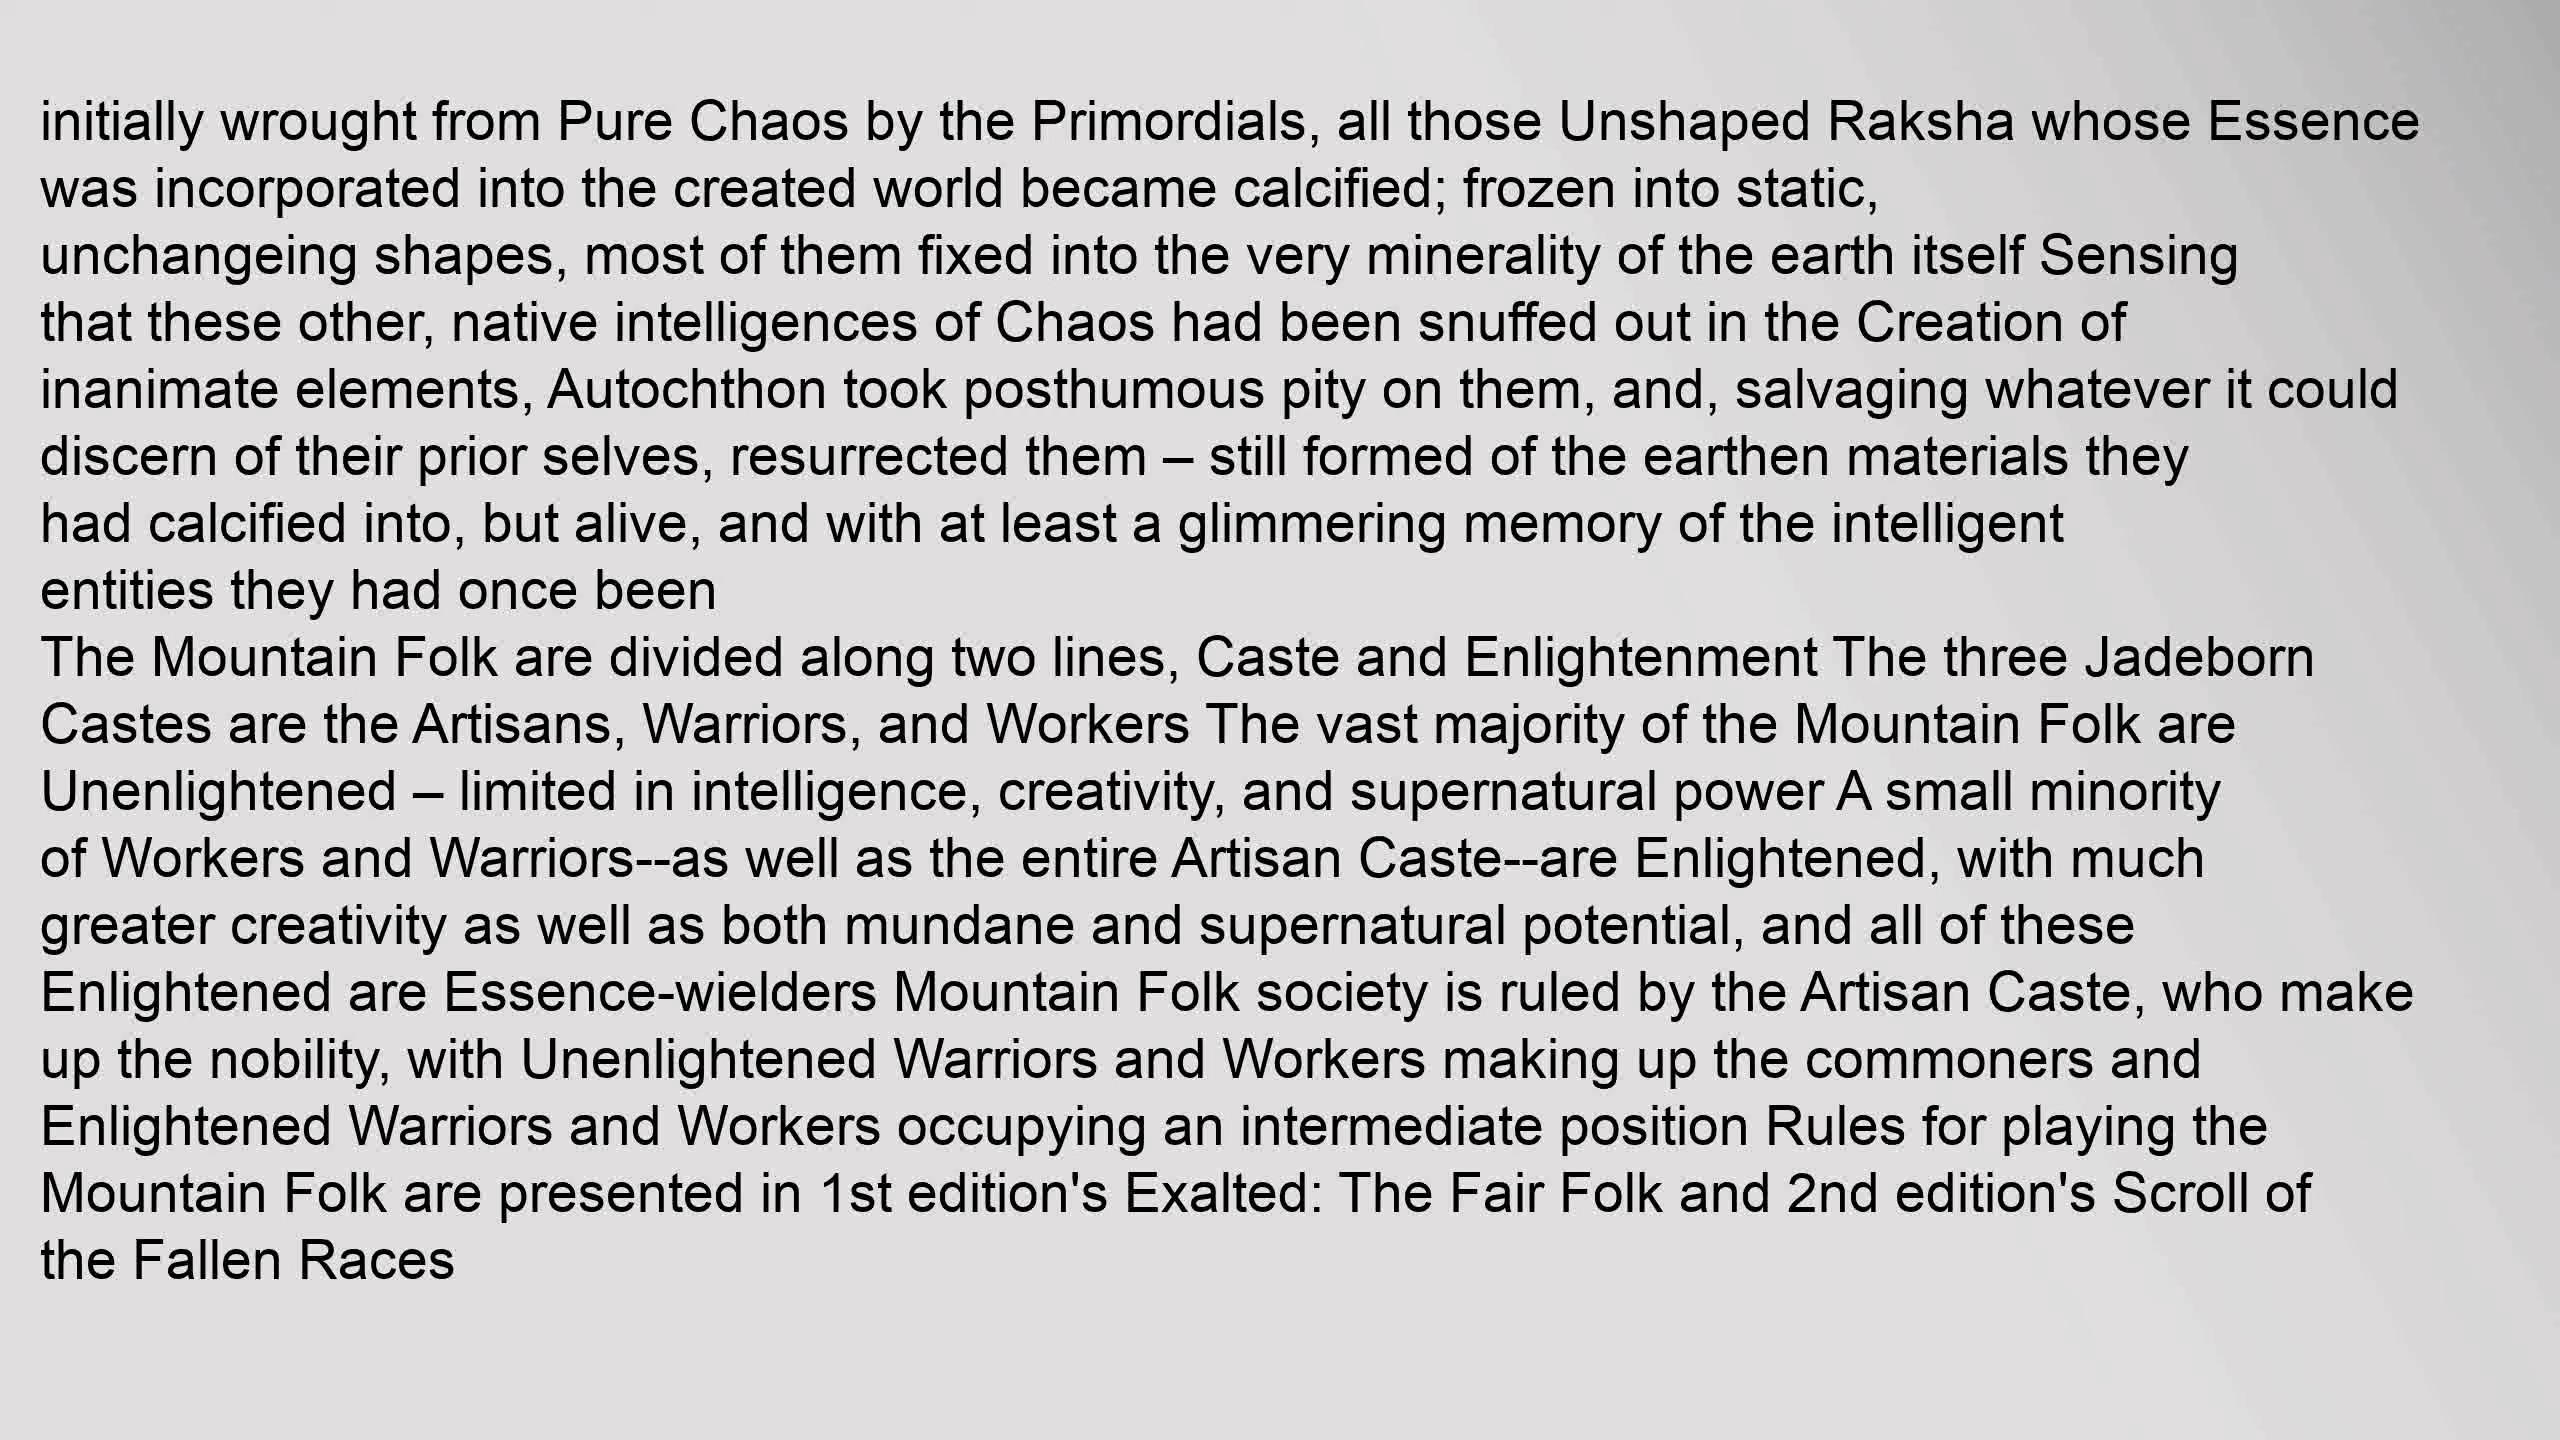 initially wrought from Pure Chaos by the Primordials, all those Unshaped Raksha whose Essence
was incorporated into the created world became calcified; frozen into static,
unchangeing shapes, most of them fixed into the very minerality of the earth itself Sensing
that these other, native intelligences of Chaos had been snuffed out in the Creation of
inanimate elements, Autochthon took posthumous pity on them, and, salvaging whatever it could
discern of their prior selves, resurrected them – still formed of the earthen materials they
had calcified into, but alive, and with at least a glimmering memory of the intelligent
entities they had once been
The Mountain Folk are divided along two lines, Caste and Enlightenment The three Jadeborn
Castes are the Artisans, Warriors, and Workers The vast majority of the Mountain Folk are
Unenlightened – limited in intelligence, creativity, and supernatural power A small minority
of Workers and Warriors--as well as the entire Artisan Caste--are Enlightened, with much
greater creativity as well as both mundane and supernatural potential, and all of these
Enlightened are Essence-wielders Mountain Folk society is ruled by the Artisan Caste, who make
up the nobility, with Unenlightened Warriors and Workers making up the commoners and
Enlightened Warriors and Workers occupying an intermediate position Rules for playing the
Mountain Folk are presented in 1st edition's Exalted: The Fair Folk and 2nd edition's Scroll of
the Fallen Races